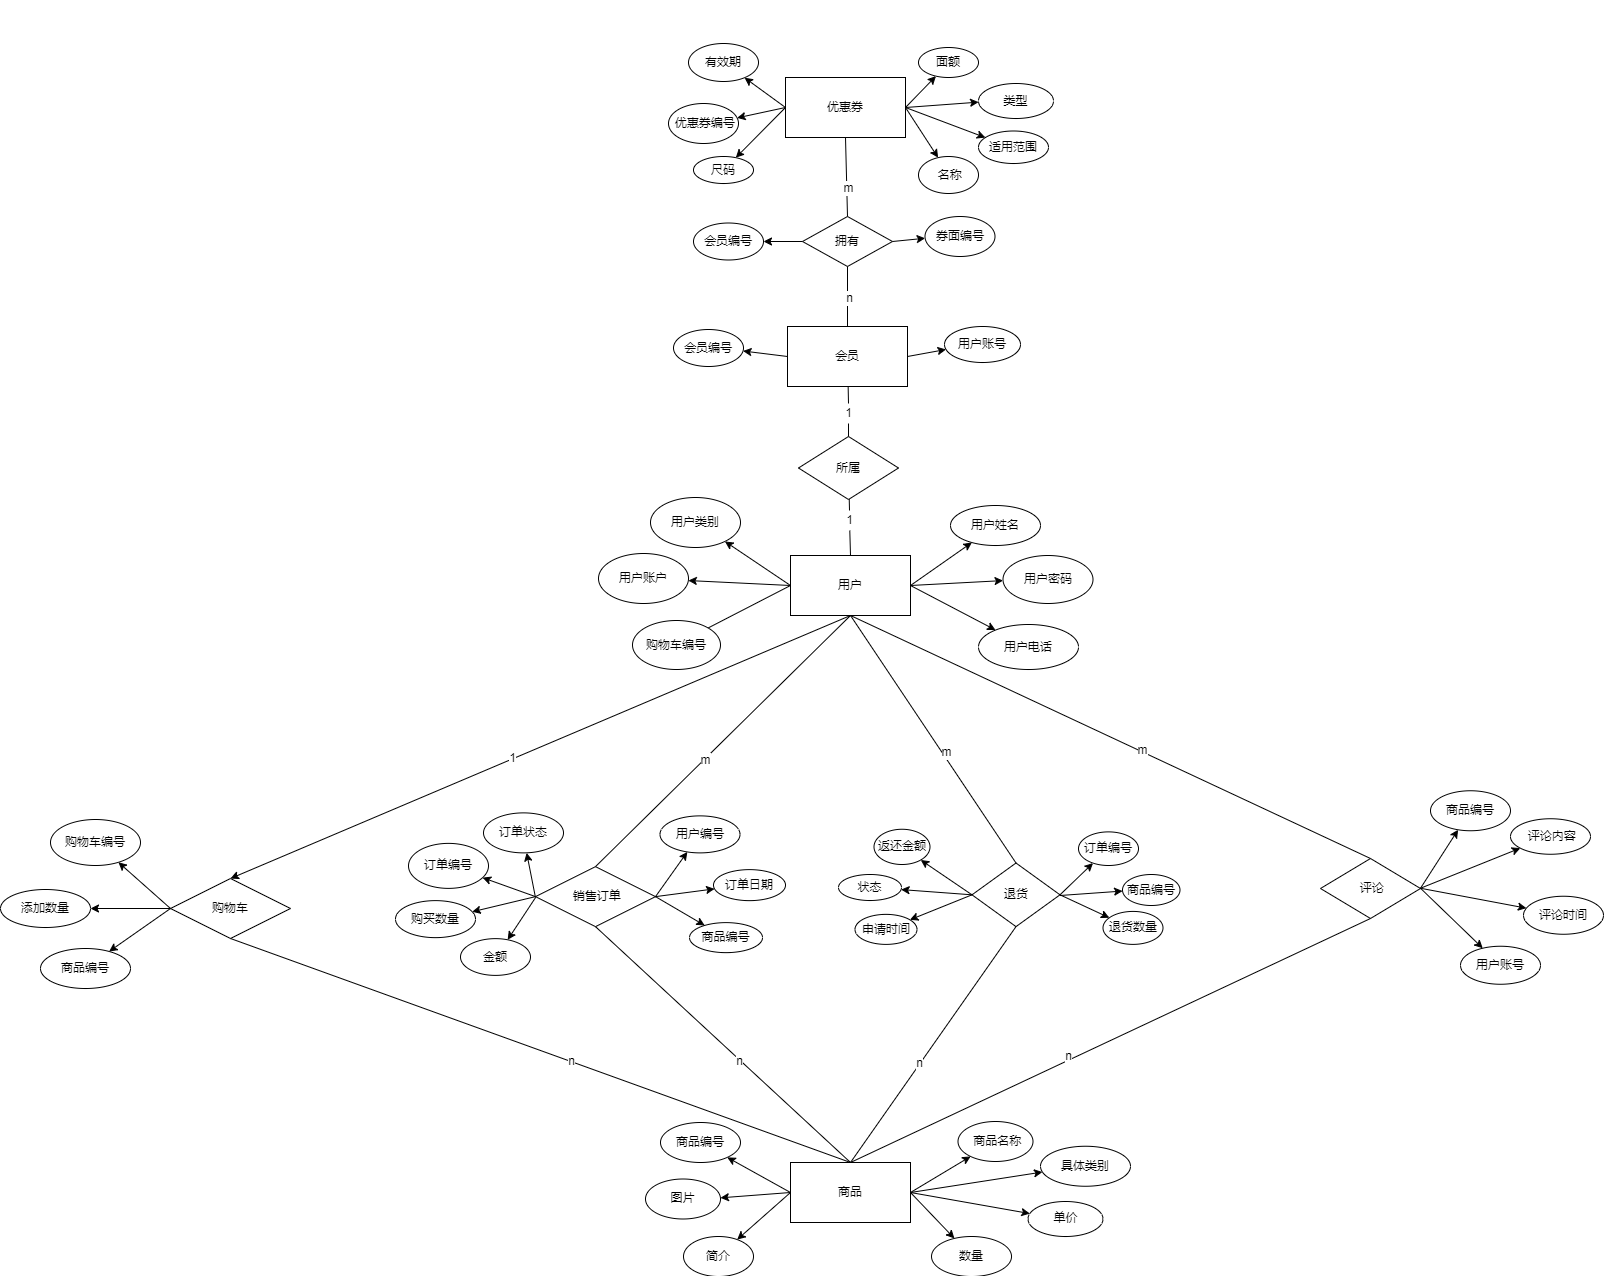 有效期
面额
优惠券
类型
优惠券编号
适用范围
尺码
名称
m
会员编号
拥有
券面编号
n
会员编号
会员
用户账号
1
所属
1
用户类别
用户姓名
用户账户
用户
用户密码
购物车编号
用户电话
1
m
m
m
购物车编号
添加数量
购物车
商品编号
订单状态
用户编号
订单编号
订单日期
销售订单
购买数量
商品编号
金额
返还金额
订单编号
状态
退货
商品编号
申请时间
退货数量
商品编号
评论内容
评论
评论时间
用户账号
n
n
n
n
商品编号
商品名称
具体类别
图片
商品
单价
简介
数量